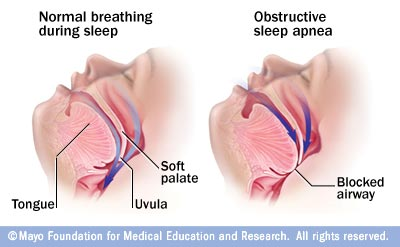 Normal breathing
during sleep
Obstructive
sleep apnea
Tongue
Soft
palate
Uvula
Blocked
airway
©Mayo Foundation for Medical Education and Research. All rights reserved.